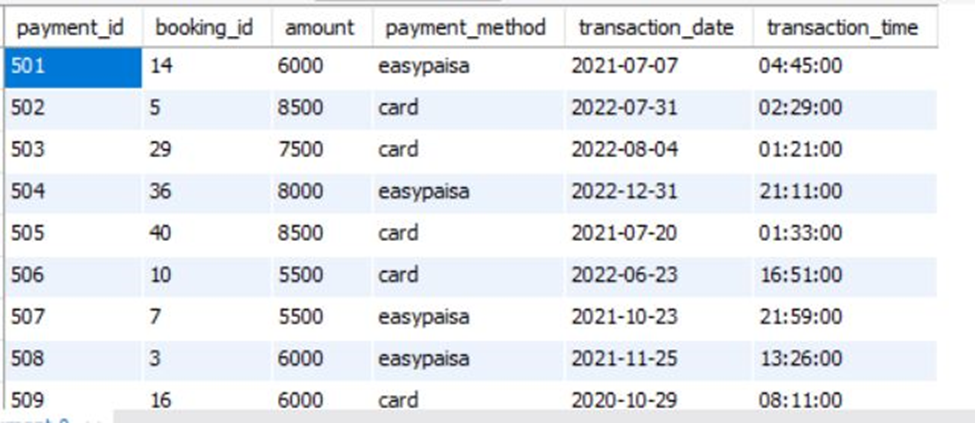 payment_id booking_id amount payment_method transaction_date transaction_time
501 14 6000 easypaisa 2021-07-07 04:45:00
502 5 8500 card 2022-07-31 02:29:00
503 29 7500 card 2022-08-04 01:21:00
504 36 8000 easypaisa 2022-12-31 21:11:00
505 40 8500 card 2021-07-20 01:33:00
506 10 5500 card 2022-06-23 16:51:00
507 7 5500 easypaisa 2021-10-23 21:59:00
508 3 6000 easypaisa 2021-11-25 13:26:00
509 16 6000 card 2020-10-29 08:11:00